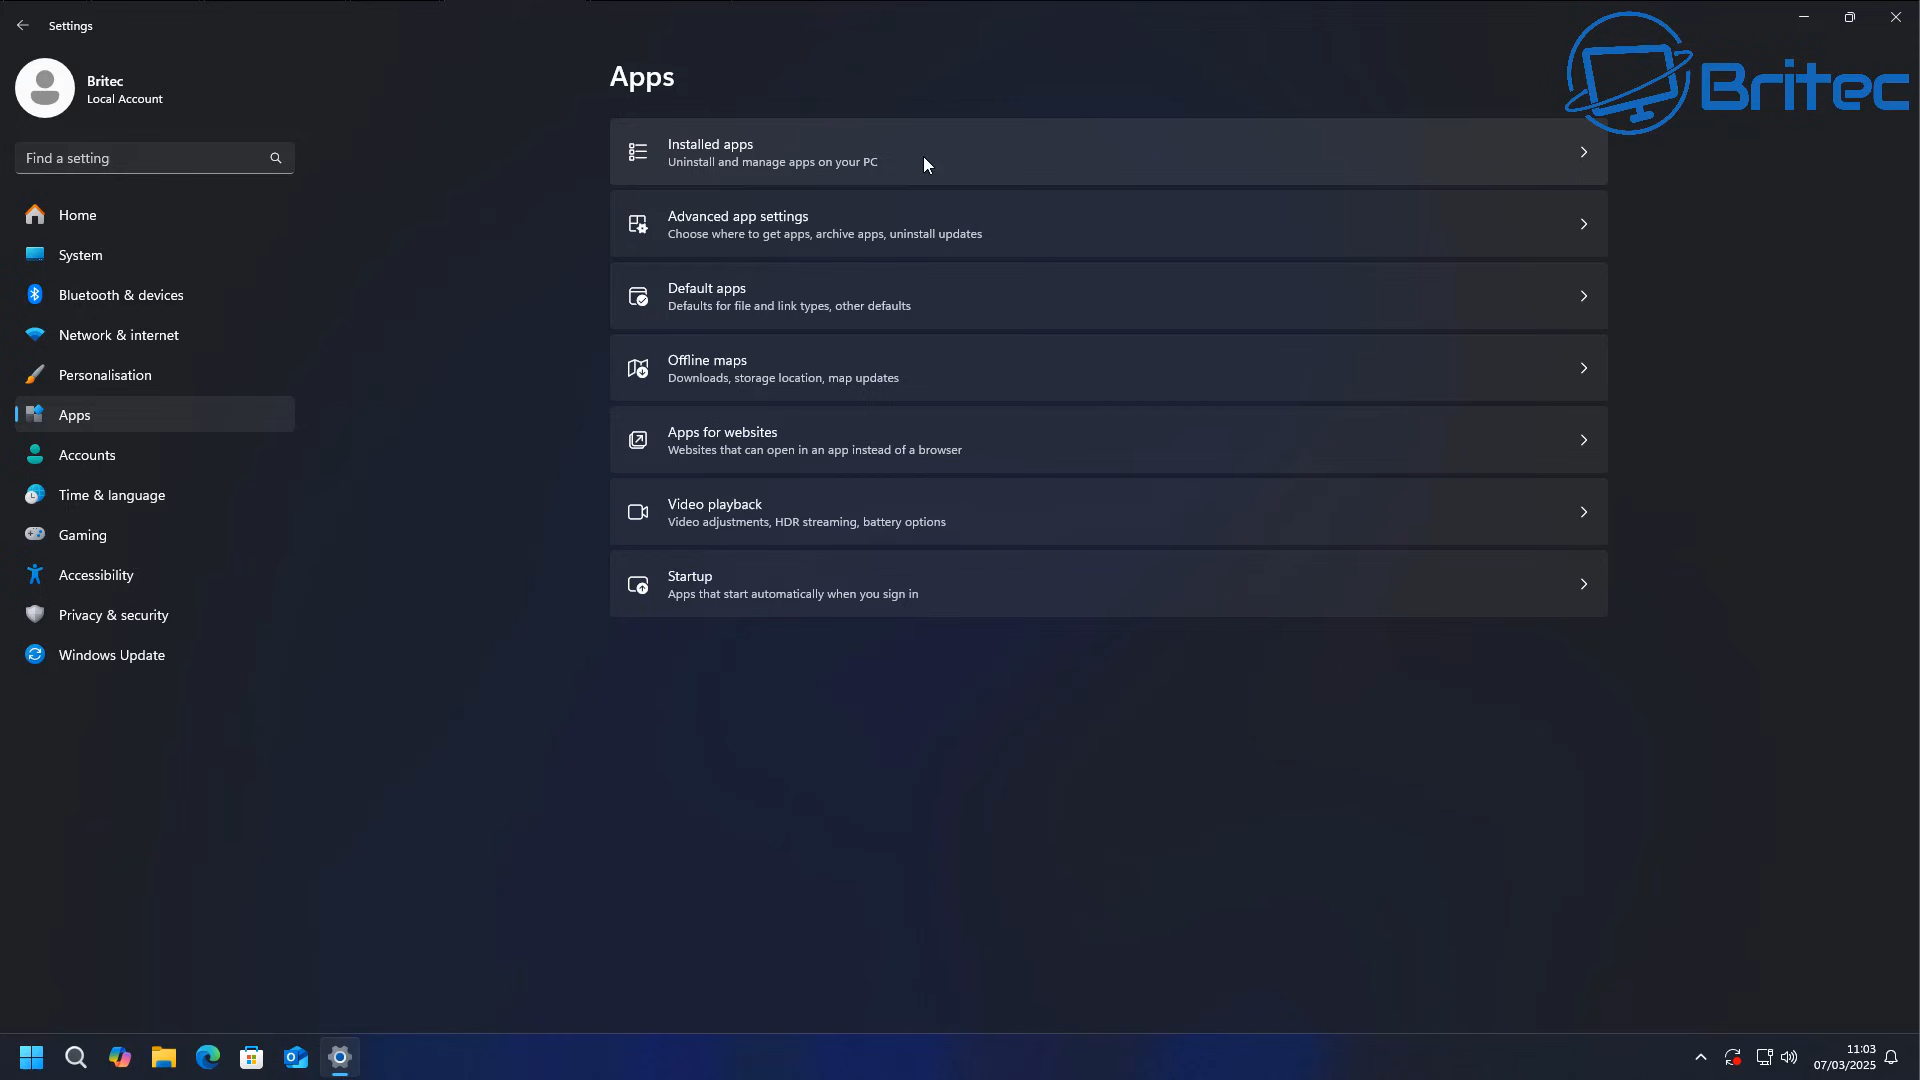 Settings
Britec
Local Account
Find a setting
Home
System
Bluetooth & devices
Network & internet
Personalisation
Apps
Accounts
Time & language
Gaming
Accessibility
Privacy & security
Windows Update
Apps
Installed apps
Uninstall and manage apps on your PC
Advanced app settings
Choose where to get apps, archive apps, uninstall updates
Default apps
Defaults for file and link types, other defaults
Offline maps
Downloads, storage location, map updates
Apps for websites
Websites that can open in an app instead of a browser
Video playback
Video adjustments, HDR streaming, battery options
Startup
Apps that start automatically when you sign in
Britec
11:03
07/03/2025